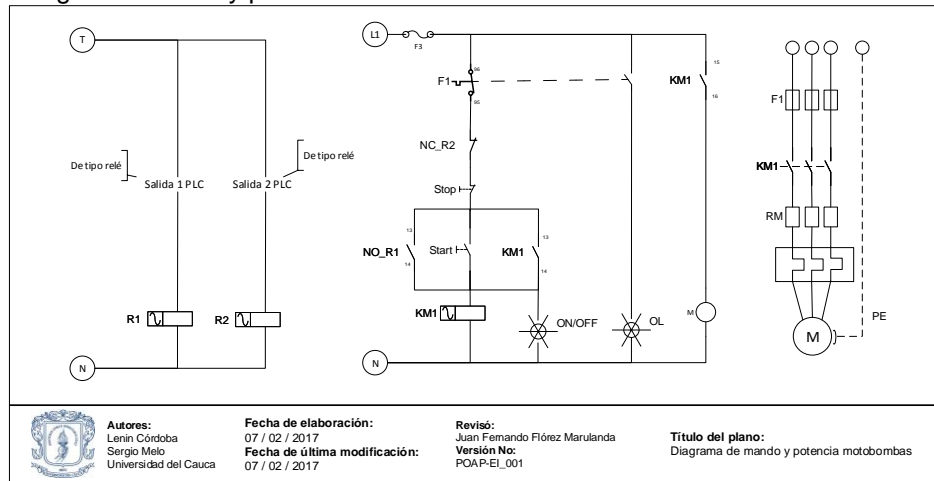 T
L1
F3
96
F1
95
15
KM1
16
F1
NC_R2
De tipo relé
De tipo relé
Salida 1 PLC
Salida 2 PLC
Stop
KM1
RM
13
13
NO_R1
Start
KM1
14
14
R1
R2
KM1
ON/OFF
OL
M
PE
M
N
N
Autores:
Lenin Córdoba
Sergio Melo
Universidad del Cauca
Fecha de elaboración:
07 / 02 / 2017
Fecha de última modificación:
07 / 02 / 2017
Revisó:
Juan Fernando Flórez Marulanda
Versión No:
POAP-EI_001
Título del plano:
Diagrama de mando y potencia motobombas